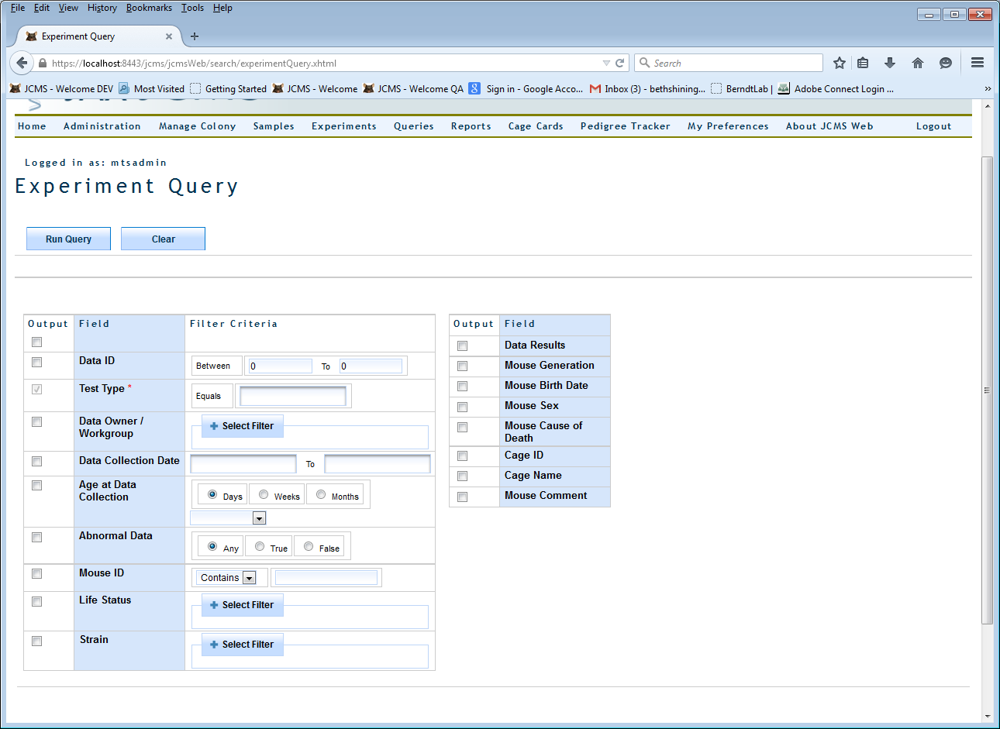 File Edit View History Bookmarks Tools Help
Experiment Query
https://localhost:8443/jcms/jcmsWeb/search/experimentQuery.xhtml
Search
JCMS - Welcome DEV Most Visited Getting Started JCMS - Welcome JCMS - Welcome QA Sign in - Google Acco... Inbox (3) - bethshining... BerndtLab | Adobe Connect Login ...
Home Administration Manage Colony Samples Experiments Queries Reports Cage Cards Pedigree Tracker My Preferences About JCMS Web Logout
Logged in as: mtsadmin
Experiment Query
Run Query Clear
Output Field Filter Criteria
Data ID Between 0 To 0
Test Type * Equals
Data Owner / Workgroup
Select Filter
Data Collection Date To
Age at Data Collection
Days Weeks Months
Abnormal Data Any True False
Mouse ID Contains
Life Status Select Filter
Strain Select Filter
Output Field
Data Results
Mouse Generation
Mouse Birth Date
Mouse Sex
Mouse Cause of
Death
Cage ID
Cage Name
Mouse Comment